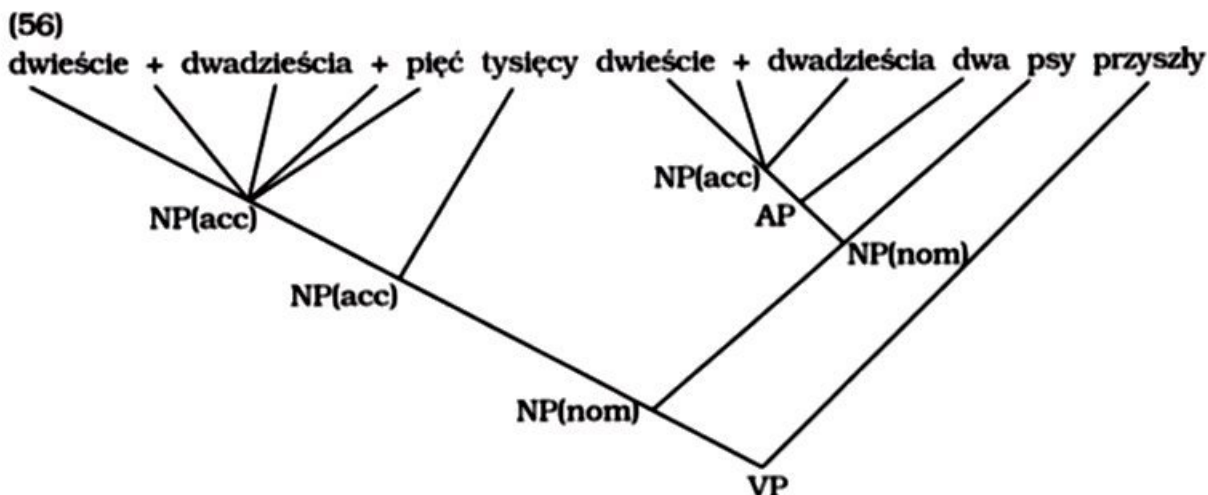 (56)
dwieście + dwadzieścia + pięć tysięcy dwieście + dwadzieścia dwa psy przyszły
NP(acc)
AP
NP(acc)
NP(nom)
NP(acc)
NP(nom)
VP